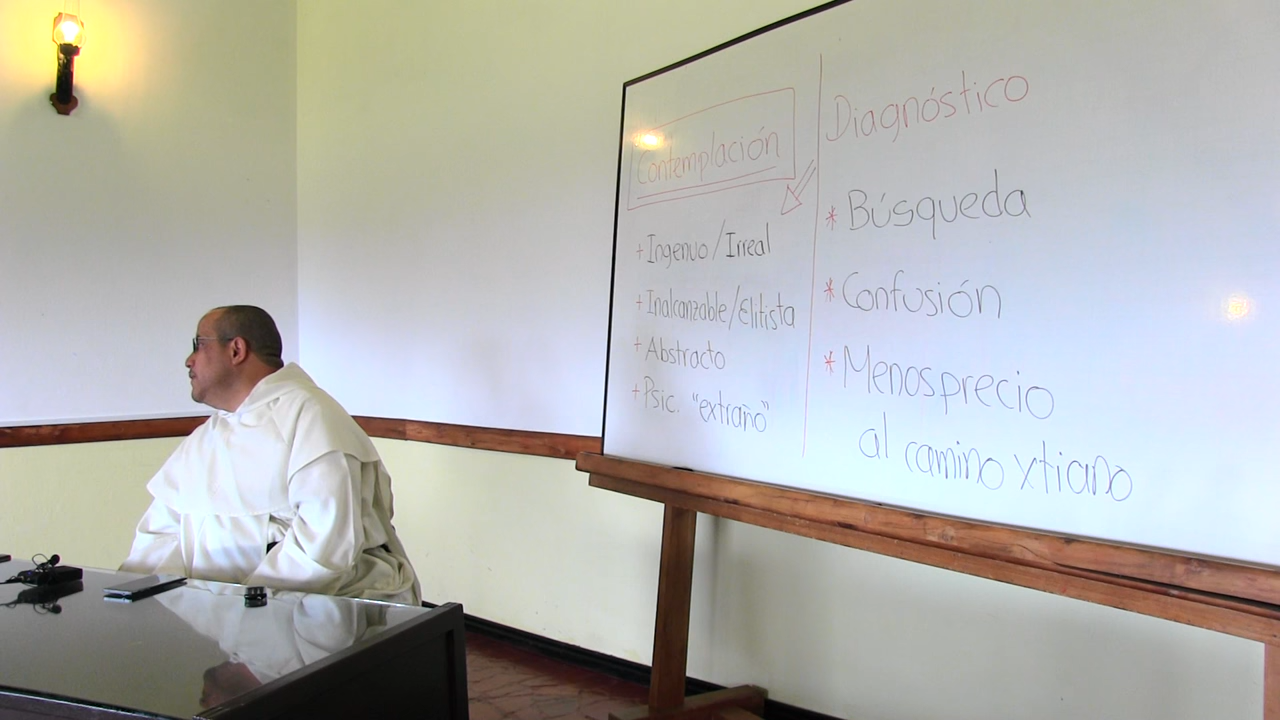 Contemplación
+ Ingenuo/Irreal
+ Inalcanzable/Elitista
+ Abstracto
+ Psic. "extraño"
Diagnóstico
* Búsqueda
* Confusión
* Menosprecio
al camino xtiano